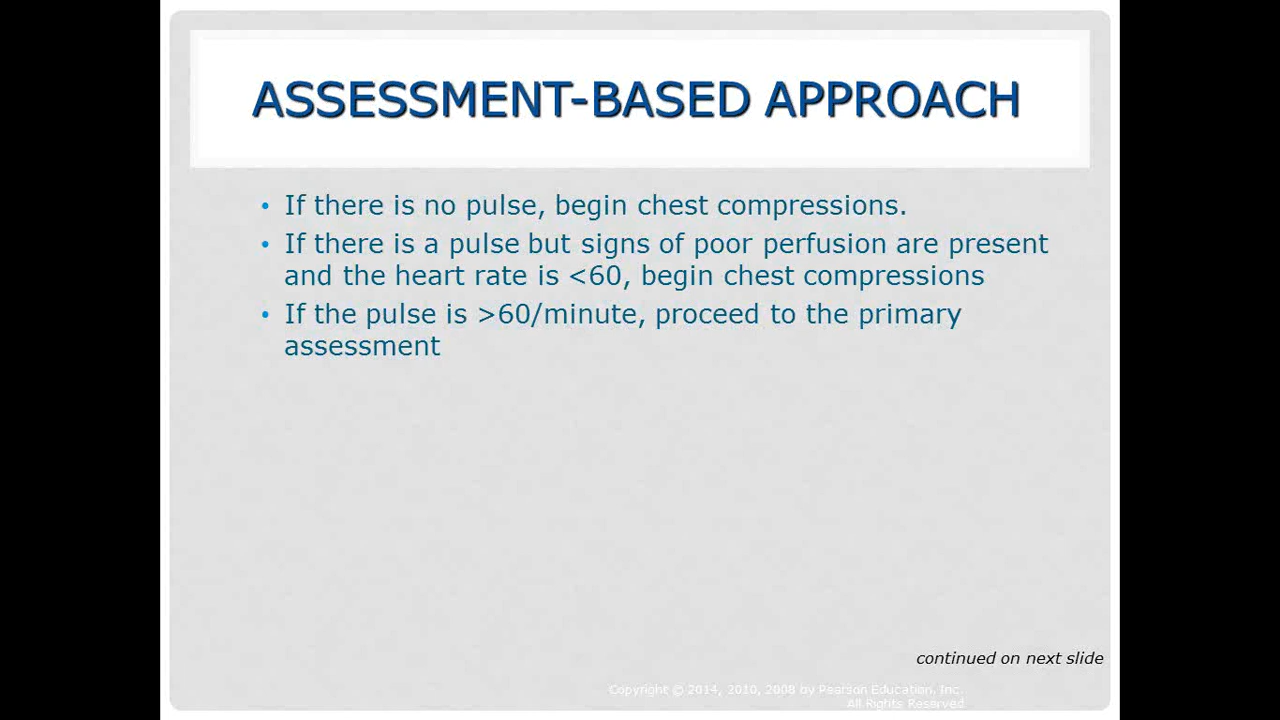 ASSESSMENT-BASED APPROACH
• If there is no pulse, begin chest compressions.
• If there is a pulse but signs of poor perfusion are present
and the heart rate is <60, begin chest compressions
• If the pulse is >60/minute, proceed to the primary
assessment
continued on next slide
Copyright © 2014, 2010, 2008 by Pearson Education, Inc.
All Rights Reserved